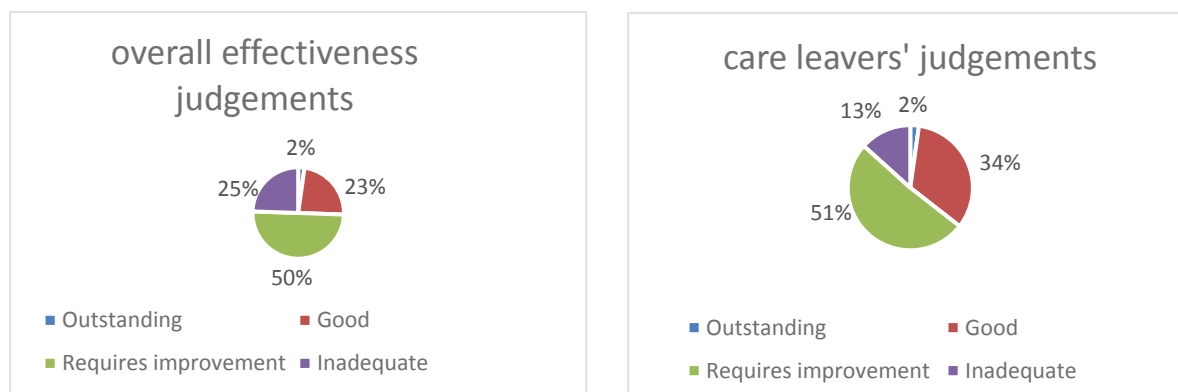 overall effectiveness
judgements
2%
25%
23%
50%
Outstanding
Good
Requires improvement
Inadequate
care leavers' judgements
13%
2%
34%
51%
Outstanding
Good
Requires improvement
Inadequate